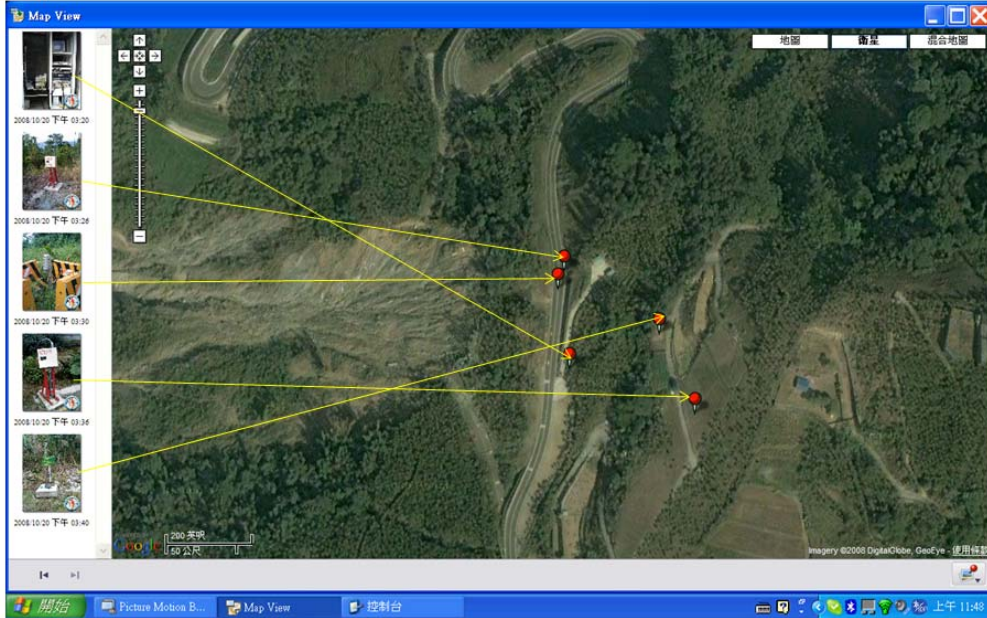 Map View
2008/10/20 下午 03:20
2008/10/20 下午 03:26
2008/10/20 下午 03:30
2008/10/20 下午 03:36
2008/10/20 下午 03:40
地圖
衛星
混合地圖
200 英呎
50 公尺
Google
Imagery ©2008 DigitalGlobe, GeoEye - 使用條款
開始
Picture Motion B...
Map View
控制台
上午 11:48